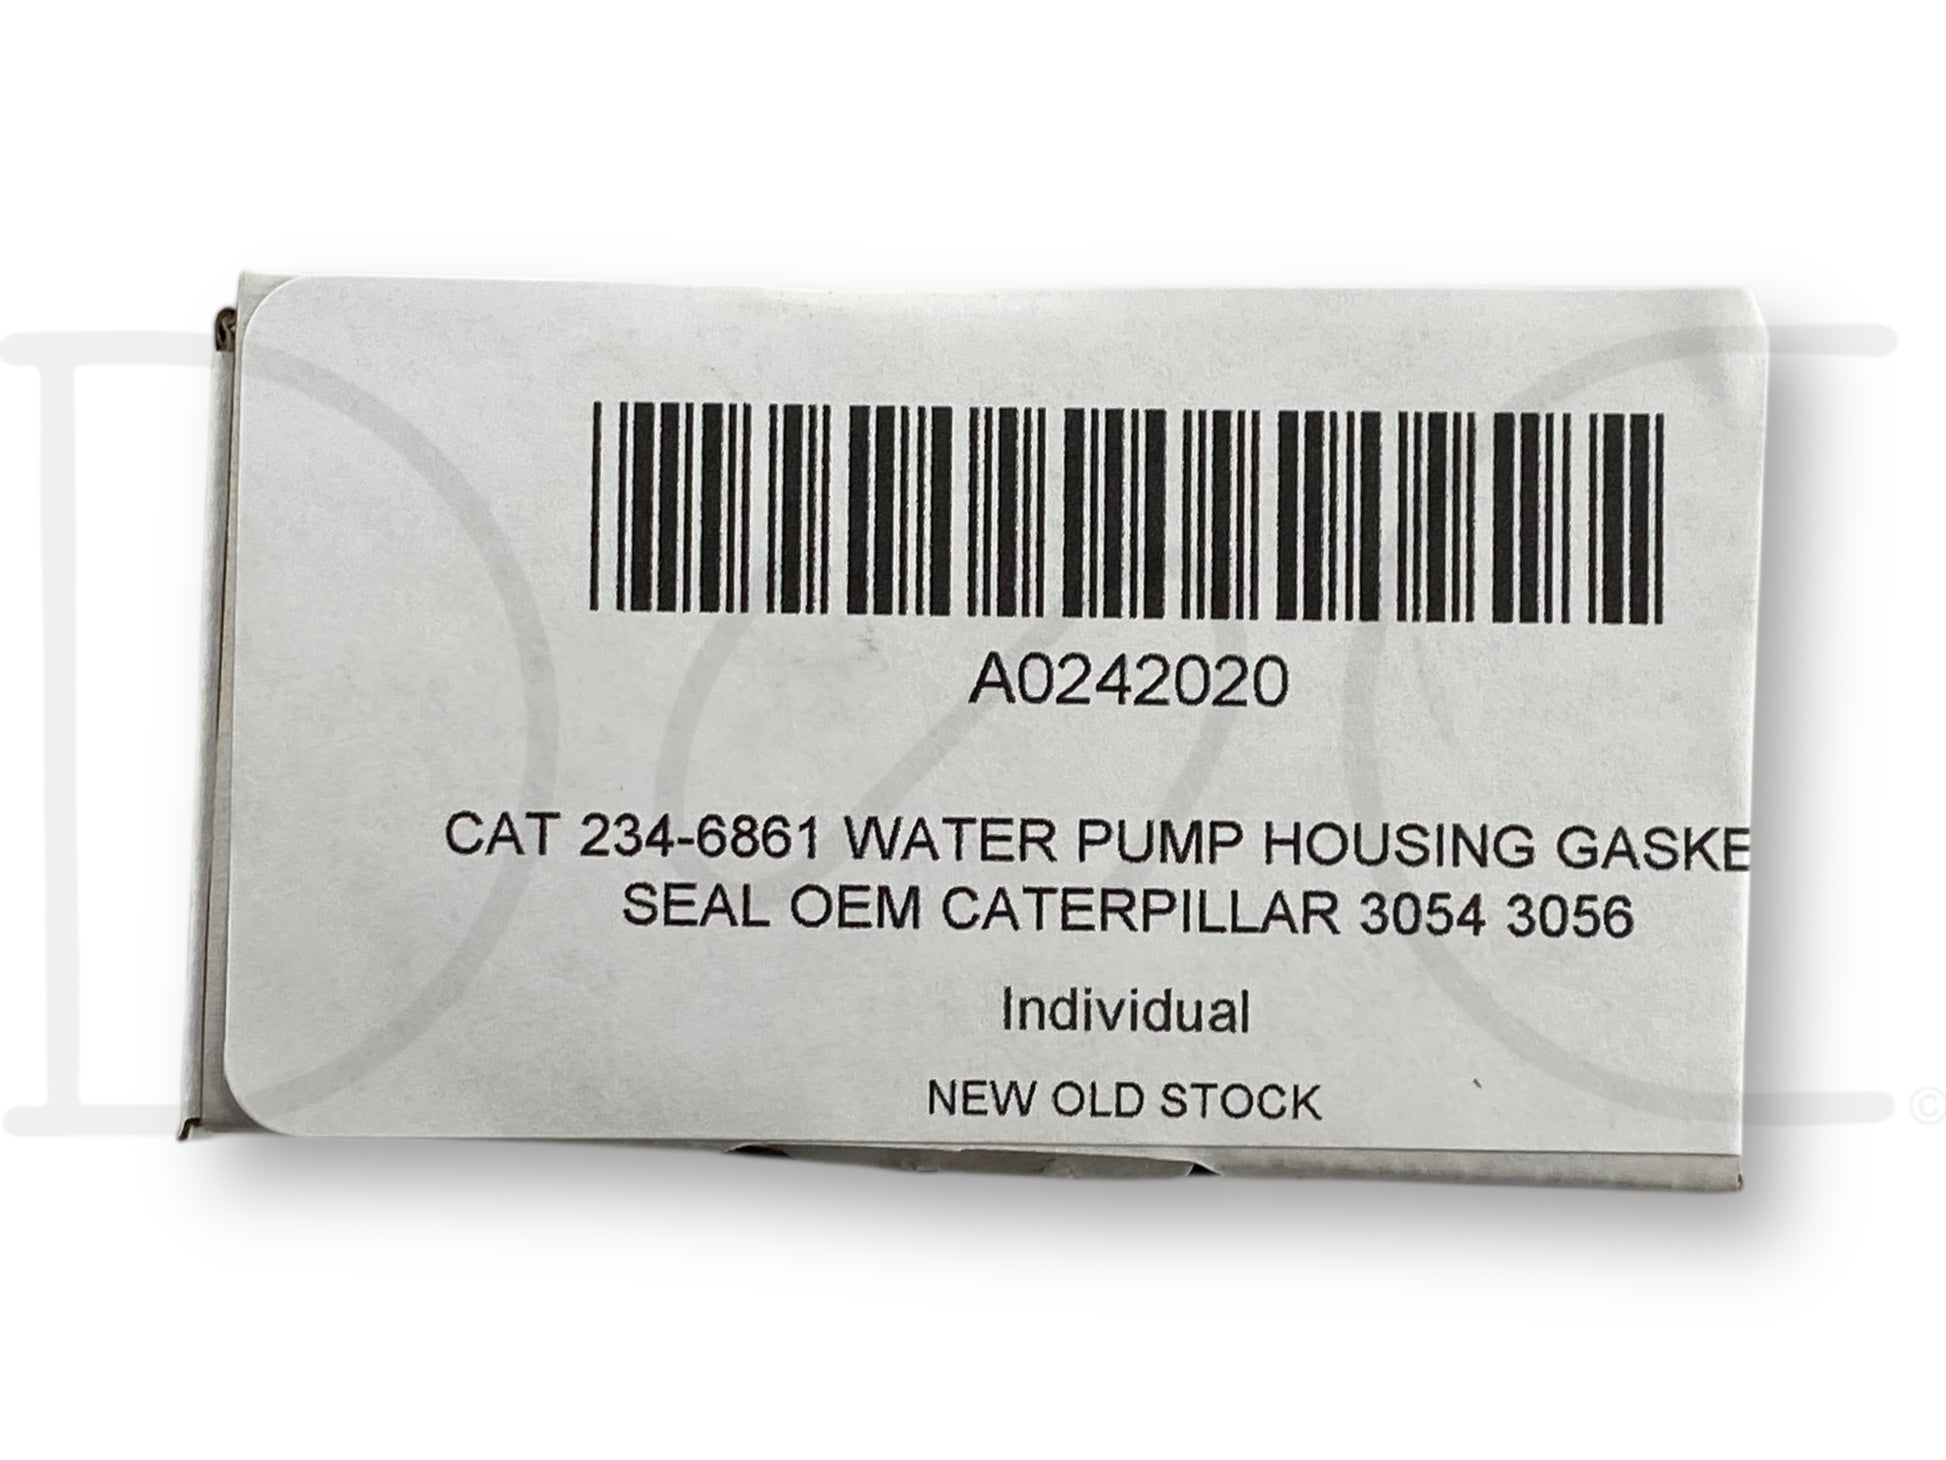 A0242020
CAT 234-6861 WATER PUMP HOUSING GASKE
SEAL OEM CATERPILLAR 3054 3056
Individual
NEW OLD STOCK
D C
©